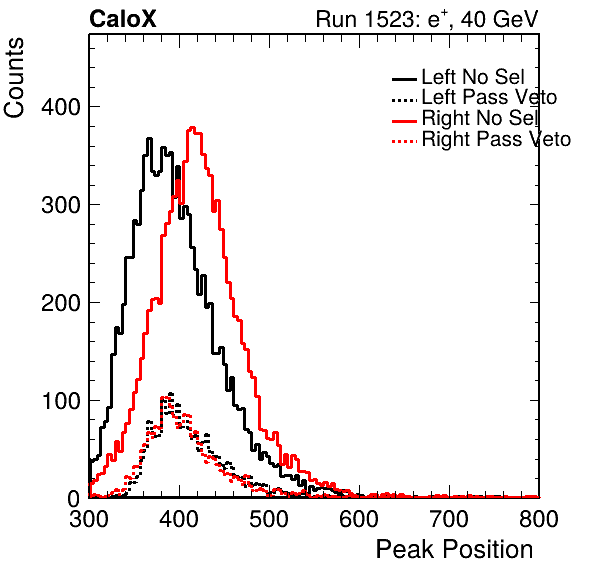 CaloX Run 1523: e+, 40 GeV
Counts
Left No Sel
Left Pass Veto
Right No Sel
Right Pass Veto
400
300
200
100
0
300 400 500 600 700 800
Peak Position